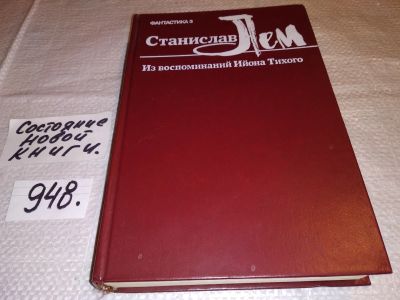 ФАНТАСТИКА 3
Станислав Лем
Из воспоминаний Ийона Тихого
Состояние
новой
книги.
948.